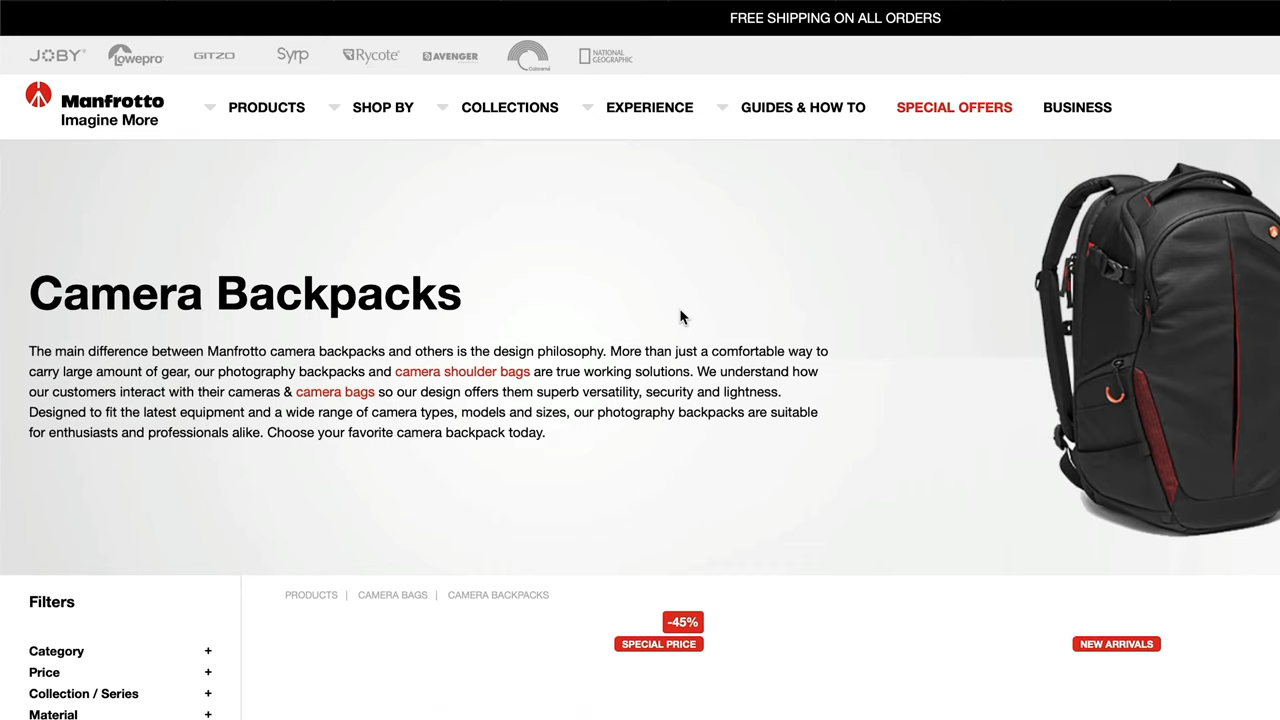 FREE SHIPPING ON ALL ORDERS
JOBY Lowepro GITZO Syrp Rycote AVENGER Colorama NATIONAL GEOGRAPHIC
Manfrotto
Imagine More
PRODUCTS SHOP BY COLLECTIONS EXPERIENCE GUIDES & HOW TO SPECIAL OFFERS BUSINESS
Camera Backpacks
The main difference between Manfrotto camera backpacks and others is the design philosophy. More than just a comfortable way to
carry large amount of gear, our photography backpacks and camera shoulder bags are true working solutions. We understand how
our customers interact with their cameras & camera bags so our design offers them superb versatility, security and lightness.
Designed to fit the latest equipment and a wide range of camera types, models and sizes, our photography backpacks are suitable
for enthusiasts and professionals alike. Choose your favorite camera backpack today.
Filters
PRODUCTS | CAMERA BAGS | CAMERA BACKPACKS
-45%
SPECIAL PRICE
NEW ARRIVALS
Category +
Price +
Collection / Series +
Material +